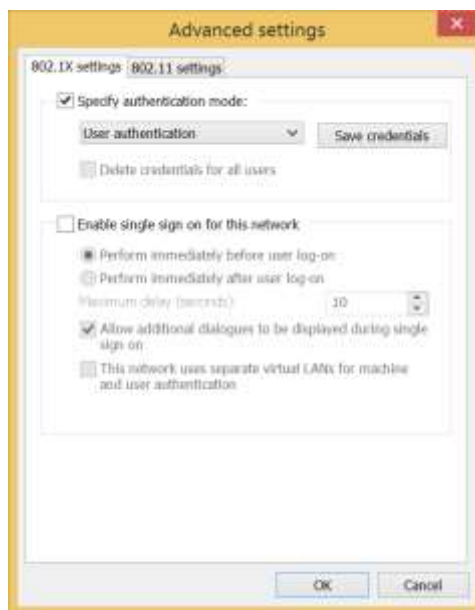 Advanced settings
802.1X settings 802.11 settings
Specify authentication mode:
User authentication Save credentials
Delete credentials for all users
Enable single sign on for this network
Perform immediately before user log-on
Perform immediately after user log-on
Maximum delay (seconds): 10
Allow additional dialogues to be displayed during single
sign on
This network uses separate virtual LANs for machine
and user authentication
OK Cancel